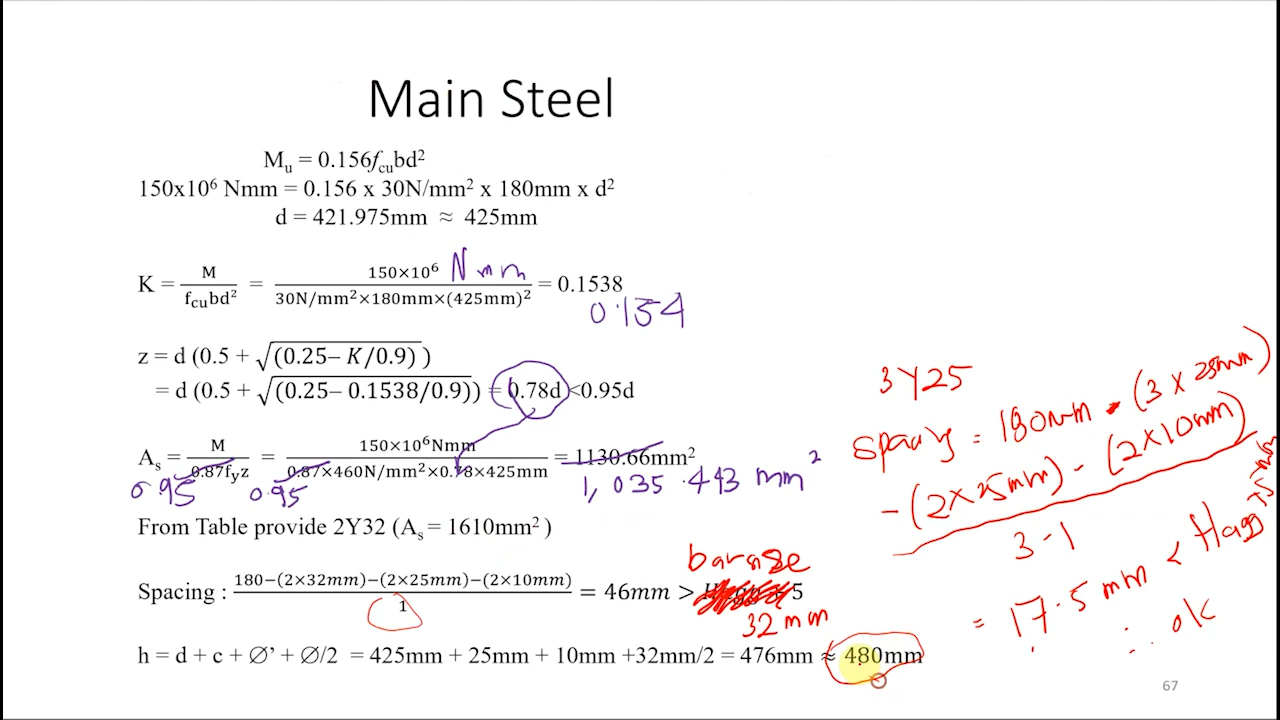 Main Steel
Mu = 0.156fcubd²
150x10⁶ Nmm = 0.156 x 30N/mm² x 180mm x d²
d = 421.975mm ≈ 425mm
K = M / fcubd² = 150×10⁶ Nmm / 30N/mm²×180mm×(425mm)² = 0.1538
0.154
z = d (0.5 + √(0.25– K/0.9) )
= d (0.5 + √(0.25– 0.1538/0.9)) = 0.78d <0.95d
As = M / 0.87fyz = 150×10⁶Nmm / 0.87×460N/mm²×0.78×425mm = 1130.66mm²
0.95 0.95 1,035.443 mm²
From Table provide 2Y32 (As = 1610mm² )
barsize
Spacing : 180−(2×32mm)−(2×25mm)−(2×10mm) / 1 = 46mm > 5
32 mm
h = d + c + ∅’ + ∅/2 = 425mm + 25mm + 10mm +32mm/2 = 476mm ≈ 480mm
3Y25
Spacing = 180mm - (3 x 25mm)
- (2x25mm) - (2x10mm)
3-1
= 17.5 mm < Hagg +5mm
∴ ok
67